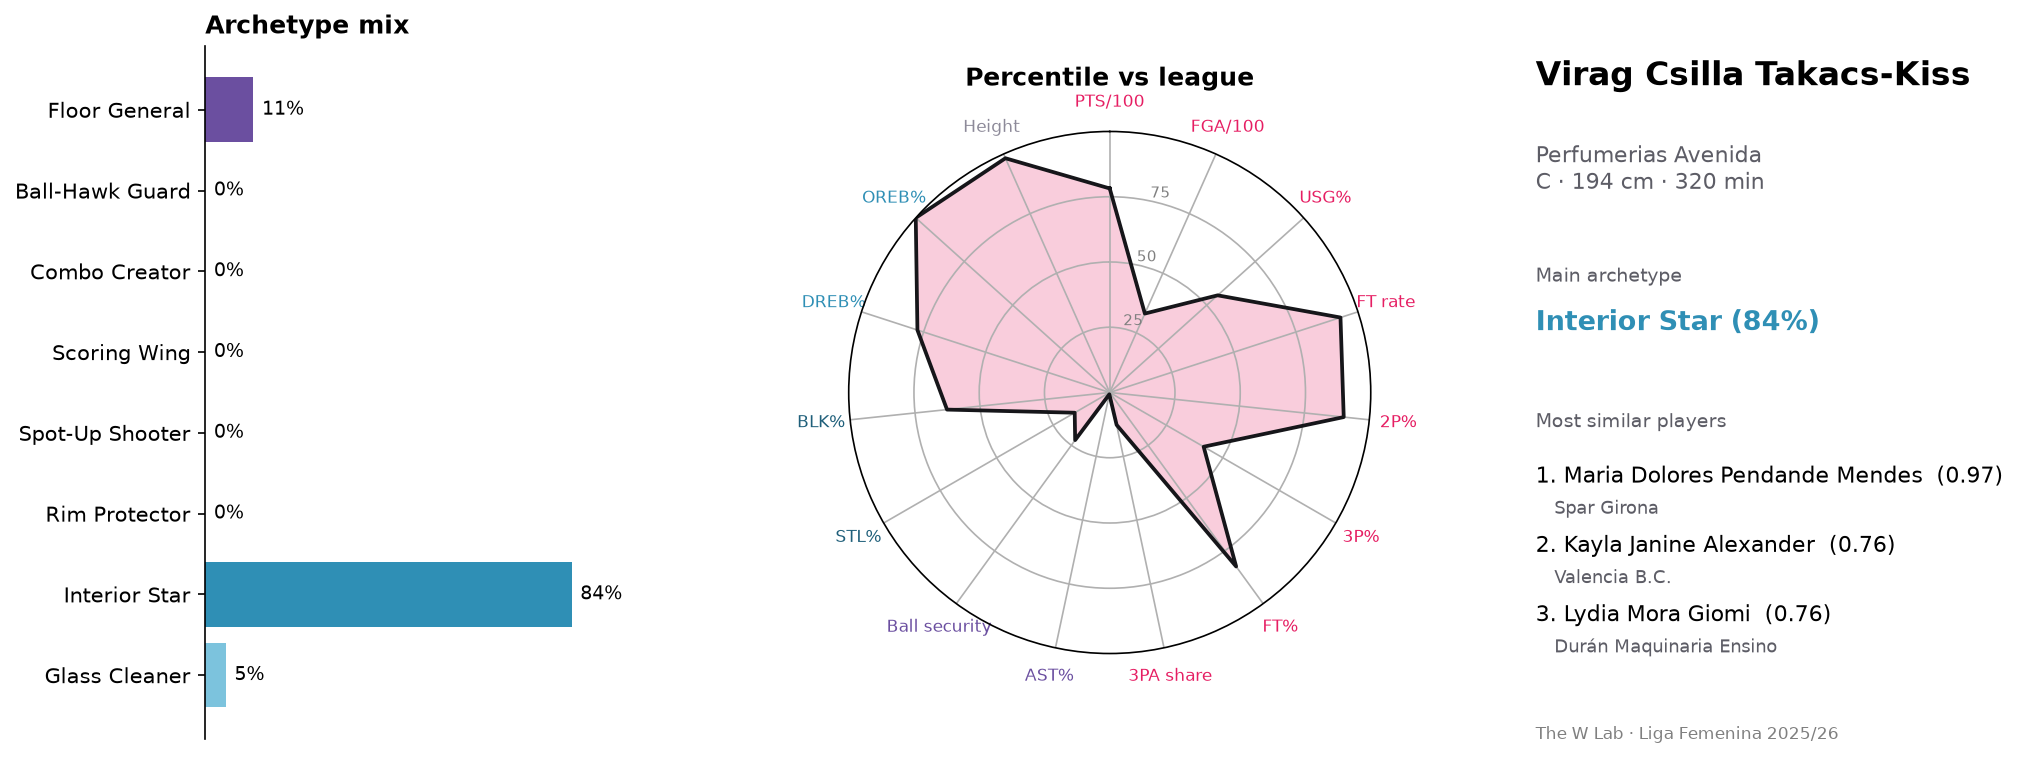 Archetype mix
Floor General
11%
Ball-Hawk Guard
0%
Combo Creator
0%
Scoring Wing
0%
Spot-Up Shooter
0%
Rim Protector
0%
Interior Star
84%
Glass Cleaner
5%
Percentile vs league
PTS/100
FGA/100
USG%
FT rate
2P%
3P%
FT%
3PA share
AST%
Ball security
STL%
BLK%
DREB%
OREB%
Height
75
50
25
Virag Csilla Takacs-Kiss
Perfumerias Avenida
C · 194 cm · 320 min
Main archetype
Interior Star (84%)
Most similar players
1. Maria Dolores Pendande Mendes (0.97)
Spar Girona
2. Kayla Janine Alexander (0.76)
Valencia B.C.
3. Lydia Mora Giomi (0.76)
Durán Maquinaria Ensino
The W Lab · Liga Femenina 2025/26